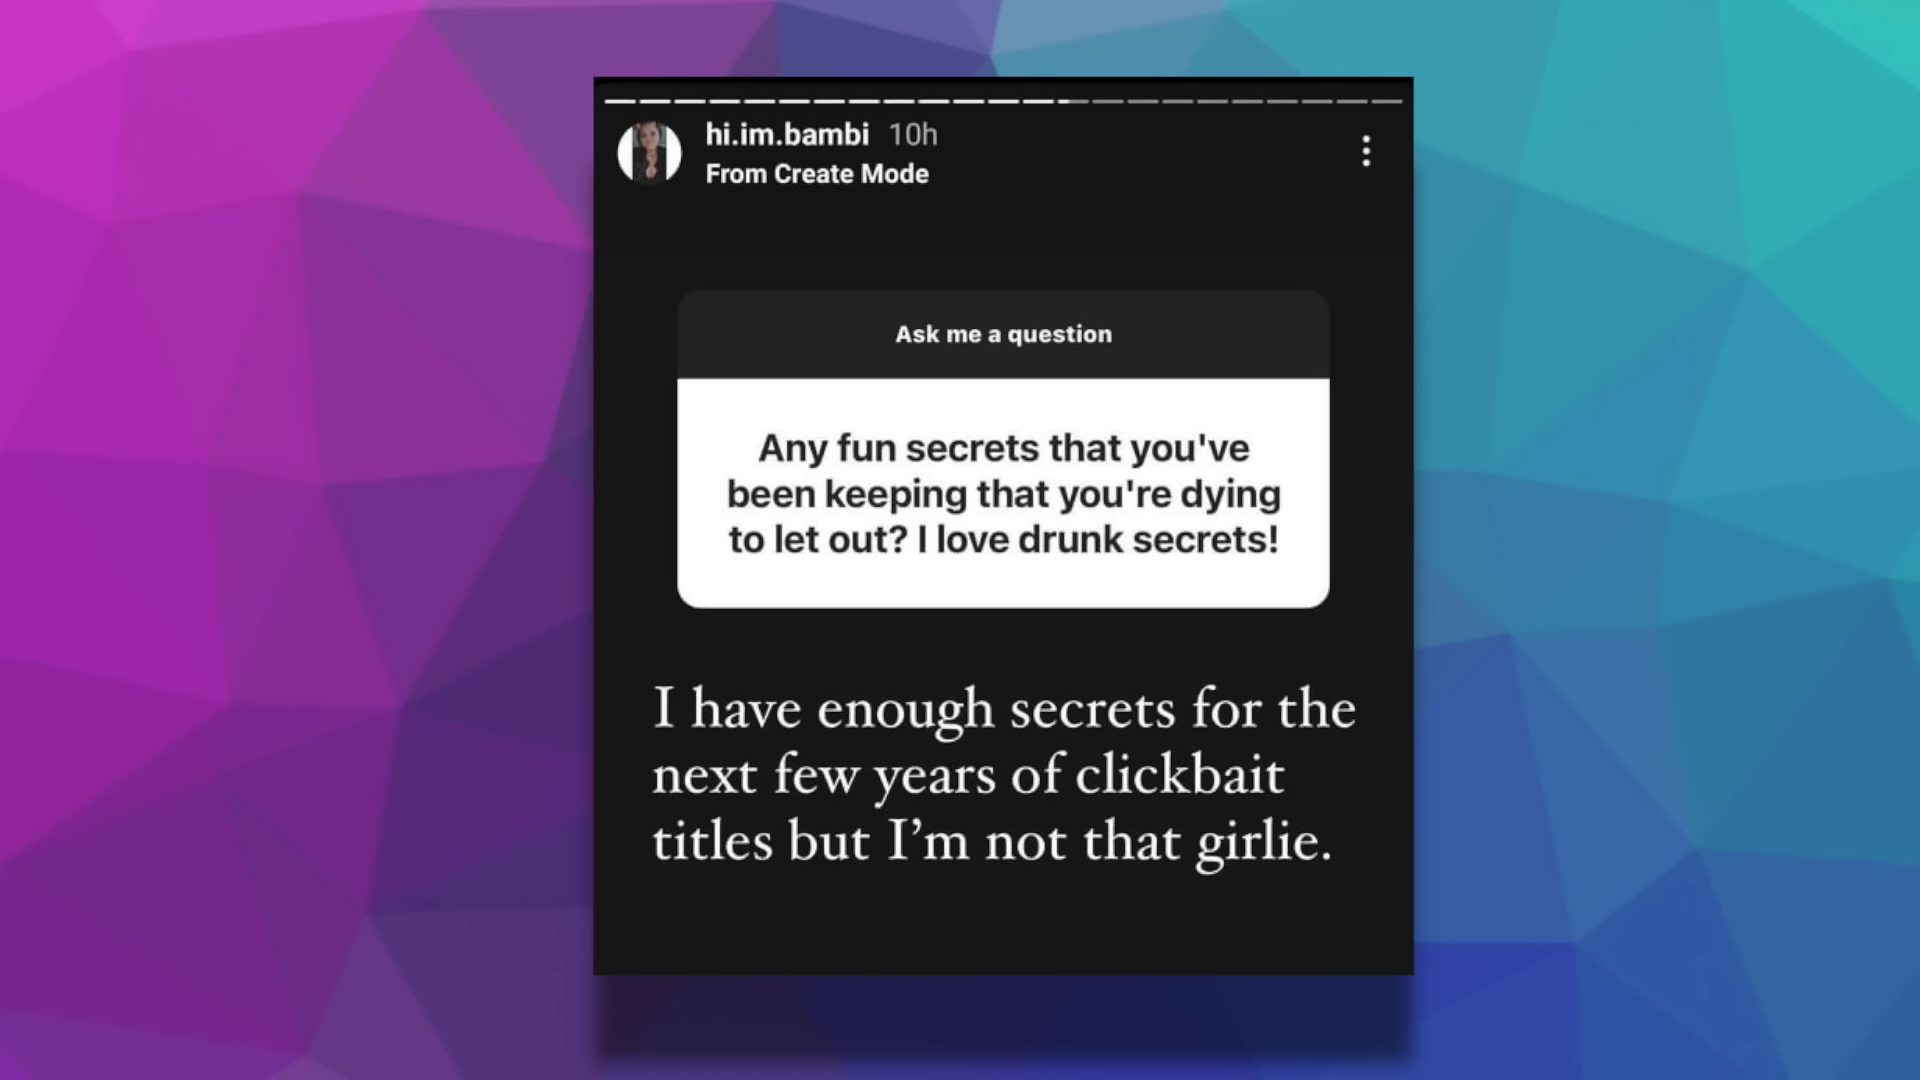 hi.im.bambi 10h
From Create Mode
Ask me a question
Any fun secrets that you've
been keeping that you're dying
to let out? I love drunk secrets!
I have enough secrets for the
next few years of clickbait
titles but I’m not that girlie.